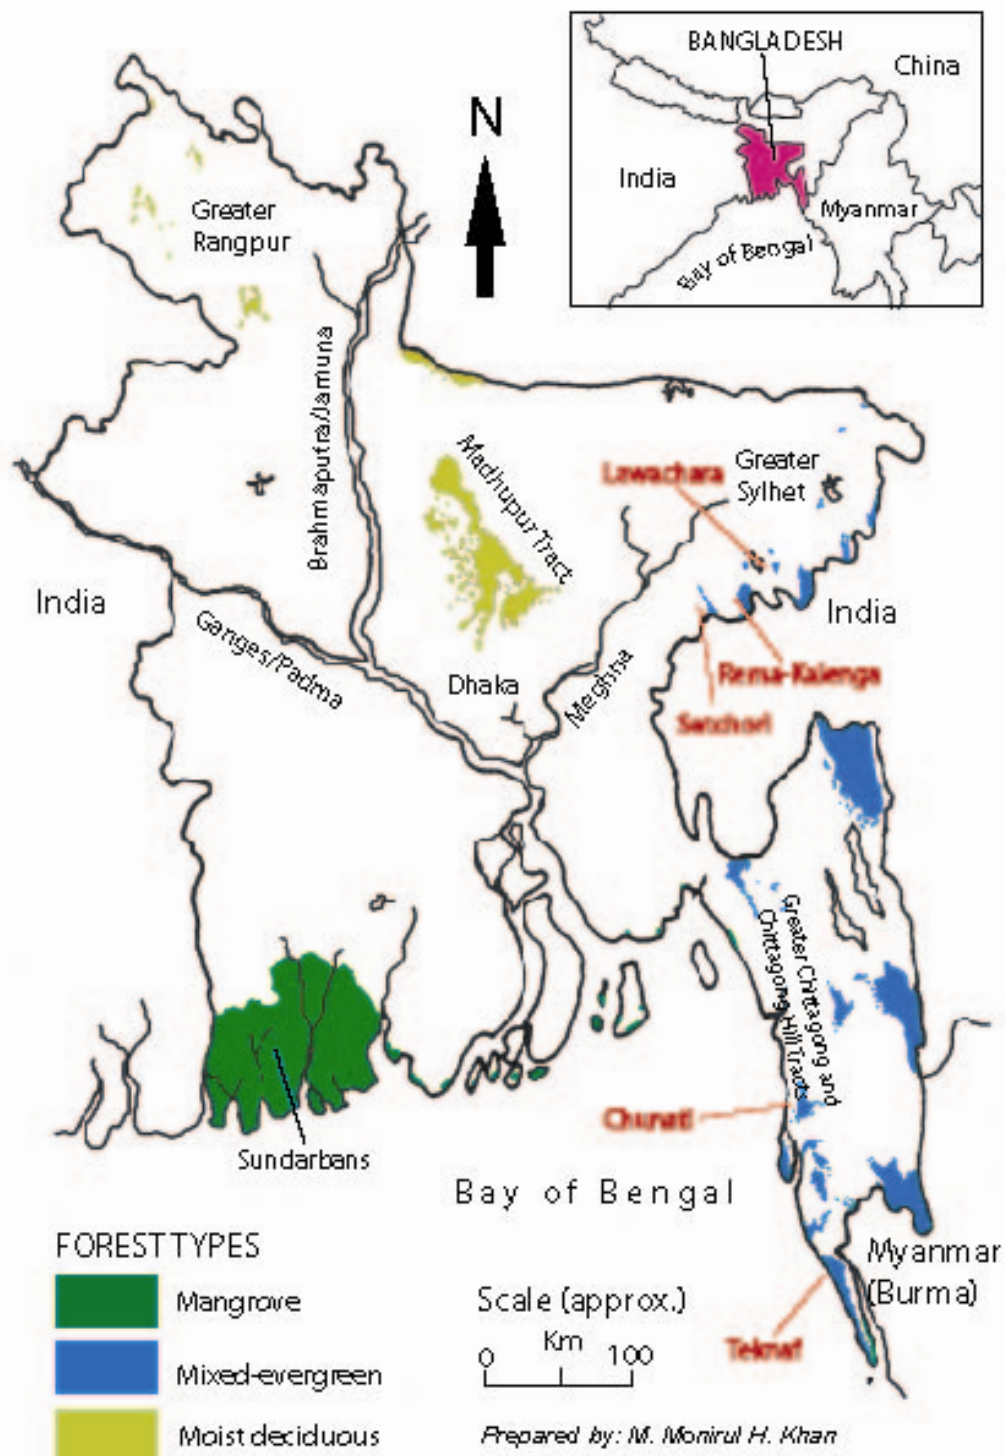 BANGLADESH
China
India
Myanmar
Bay of Bengal
N
Greater
Rangpur
Brahmaputra/Jamuna
Madhupur Tract
Lawachara
Greater
Sylhet
India
Ganges/Padma
Dhaka
Meghna
India
Rema-Kalenga
Satchori
Greater Chittagong and
Chittagong Hill Tracts
Chunati
Sundarbans
Bay of Bengal
Myanmar
(Burma)
Teknaf
FOREST TYPES
Mangrove
Mixed-evergreen
Moist deciduous
Scale (approx.)
Km
0 100
Prepared by: M. Monirul H. Khan